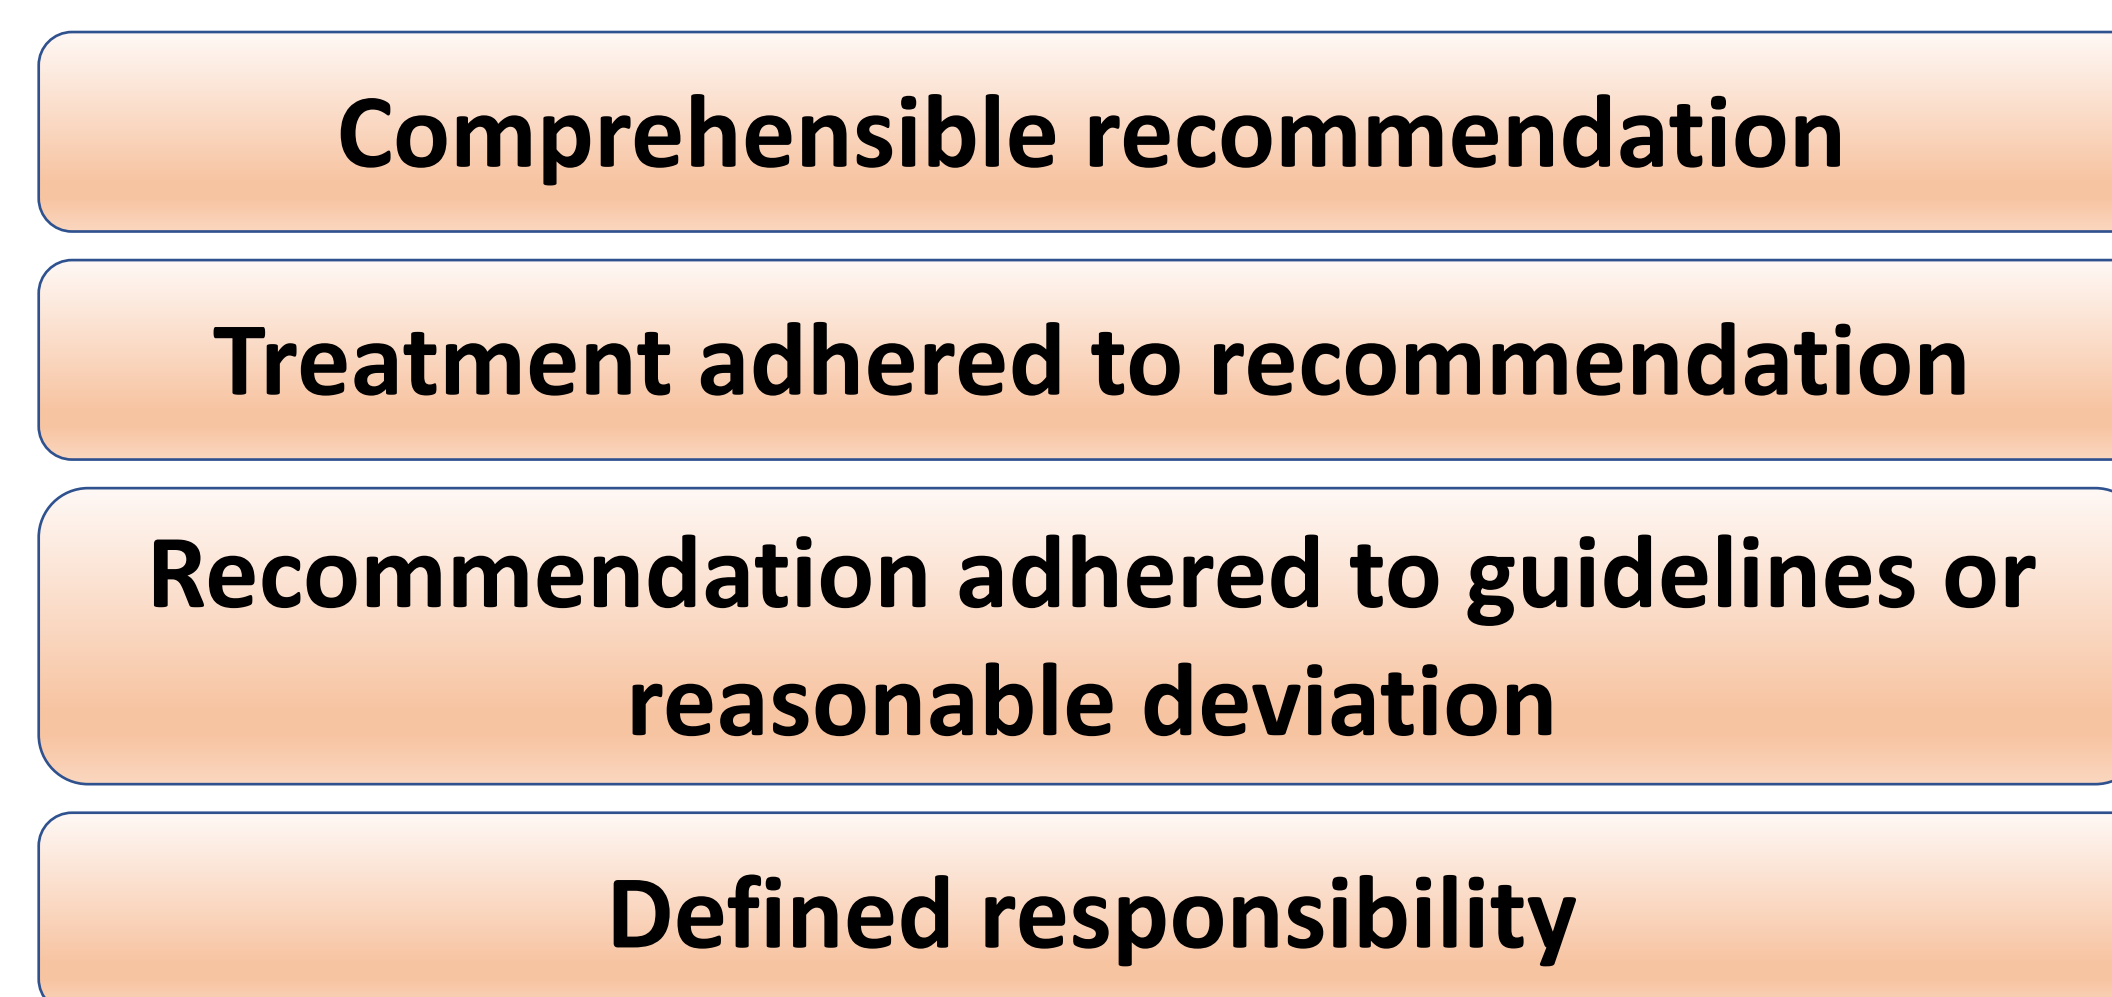 Comprehensible recommendation
Treatment adhered to recommendation
Recommendation adhered to guidelines or
reasonable deviation
Defined responsibility